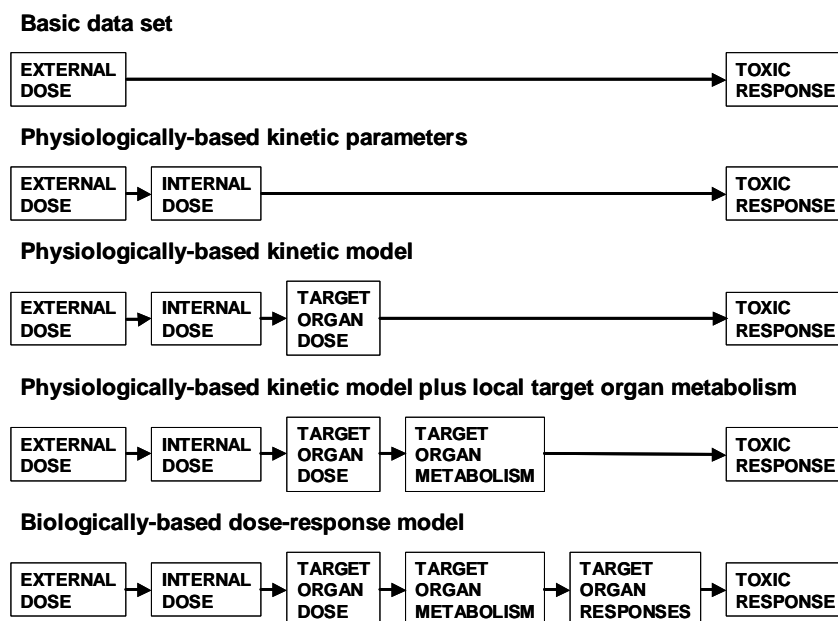 Basic data set
EXTERNAL
DOSE
TOXIC
RESPONSE
Physiologically-based kinetic parameters
EXTERNAL
DOSE
INTERNAL
DOSE
TOXIC
RESPONSE
Physiologically-based kinetic model
EXTERNAL
DOSE
INTERNAL
DOSE
TARGET
ORGAN
DOSE
TOXIC
RESPONSE
Physiologically-based kinetic model plus local target organ metabolism
EXTERNAL
DOSE
INTERNAL
DOSE
TARGET
ORGAN
DOSE
TARGET
ORGAN
METABOLISM
TOXIC
RESPONSE
Biologically-based dose-response model
EXTERNAL
DOSE
INTERNAL
DOSE
TARGET
ORGAN
DOSE
TARGET
ORGAN
METABOLISM
TARGET
ORGAN
RESPONSES
TOXIC
RESPONSE